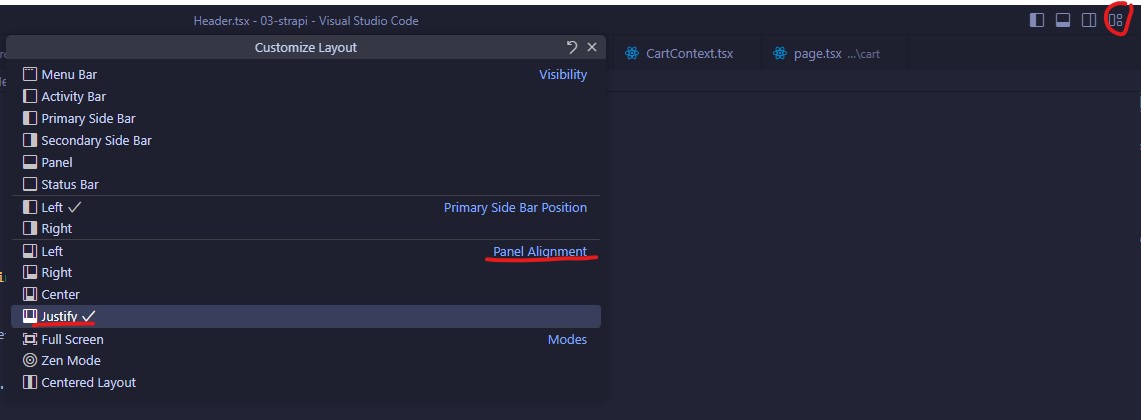 Header.tsx - 03-strapi - Visual Studio Code
Customize Layout
CartContext.tsx
page.tsx ...\cart
Menu Bar Visibility
Activity Bar
Primary Side Bar
Secondary Side Bar
Panel
Status Bar
Left Primary Side Bar Position
Right
Left Panel Alignment
Right
Center
Justify
Full Screen Modes
Zen Mode
Centered Layout